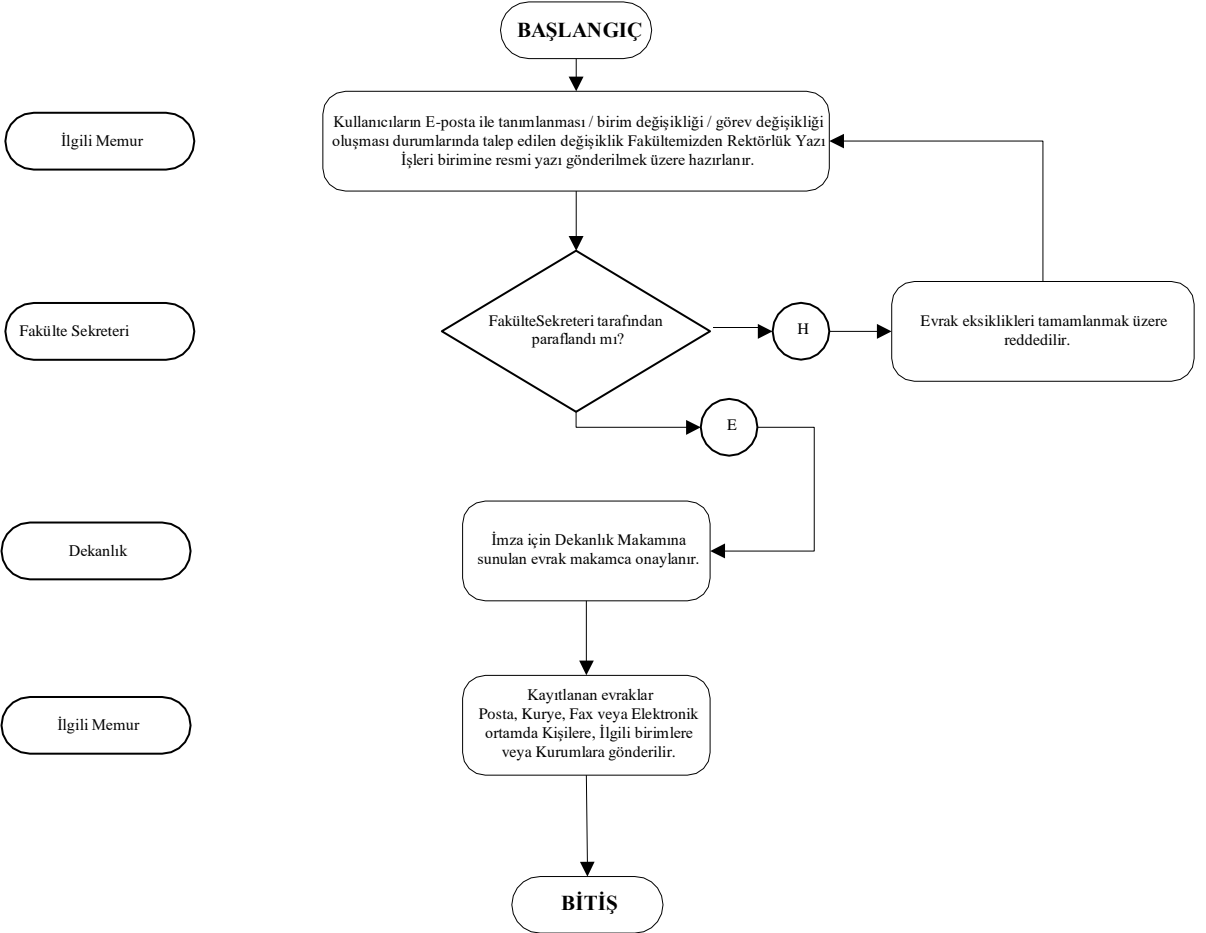 BAŞLANGIÇ
İlgili Memur
Kullanıcıların E-posta ile tanımlanması / birim değişikliği / görev değişikliği
oluşması durumlarında talep edilen değişiklik Fakültemizden Rektörlük Yazı
İşleri birimine resmi yazı gönderilmek üzere hazırlanır.
Fakülte Sekreteri
FakülteSekreteri tarafından
paraflandı mı?
H
Evrak eksiklikleri tamamlanmak üzere
reddedilir.
E
Dekanlık
İmza için Dekanlık Makamına
sunulan evrak makamca onaylanır.
İlgili Memur
Kayıtlanan evraklar
Posta, Kurye, Fax veya Elektronik
ortamda Kişilere, İlgili birimlere
veya Kurumlara gönderilir.
BİTİŞ